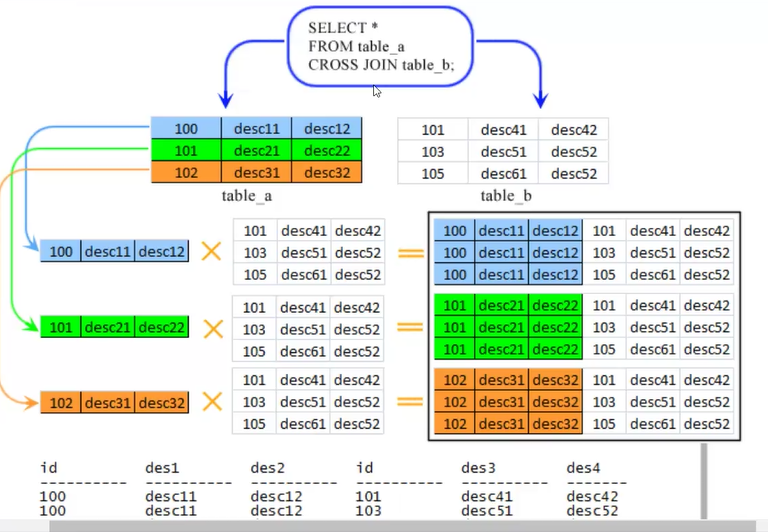 SELECT *
FROM table_a
CROSS JOIN table_b;
100 desc11 desc12
101 desc21 desc22
102 desc31 desc32
table_a
101 desc41 desc42
103 desc51 desc52
105 desc61 desc52
table_b
100 desc11 desc12 × 101 desc41 desc42 = 100 desc11 desc12 101 desc41 desc42
103 desc51 desc52 100 desc11 desc12 103 desc51 desc52
105 desc61 desc52 100 desc11 desc12 105 desc61 desc52
101 desc21 desc22 × 101 desc41 desc42 = 101 desc21 desc22 101 desc41 desc42
103 desc51 desc52 101 desc21 desc22 103 desc51 desc52
105 desc61 desc52 101 desc21 desc22 105 desc61 desc52
102 desc31 desc32 × 101 desc41 desc42 = 102 desc31 desc32 101 desc41 desc42
103 desc51 desc52 102 desc31 desc32 103 desc51 desc52
105 desc61 desc52 102 desc31 desc32 105 desc61 desc52
id des1 des2 id des3 des4
---------- ---------- ---------- ---------- ---------- -------
100 desc11 desc12 101 desc41 desc42
100 desc11 desc12 103 desc51 desc52